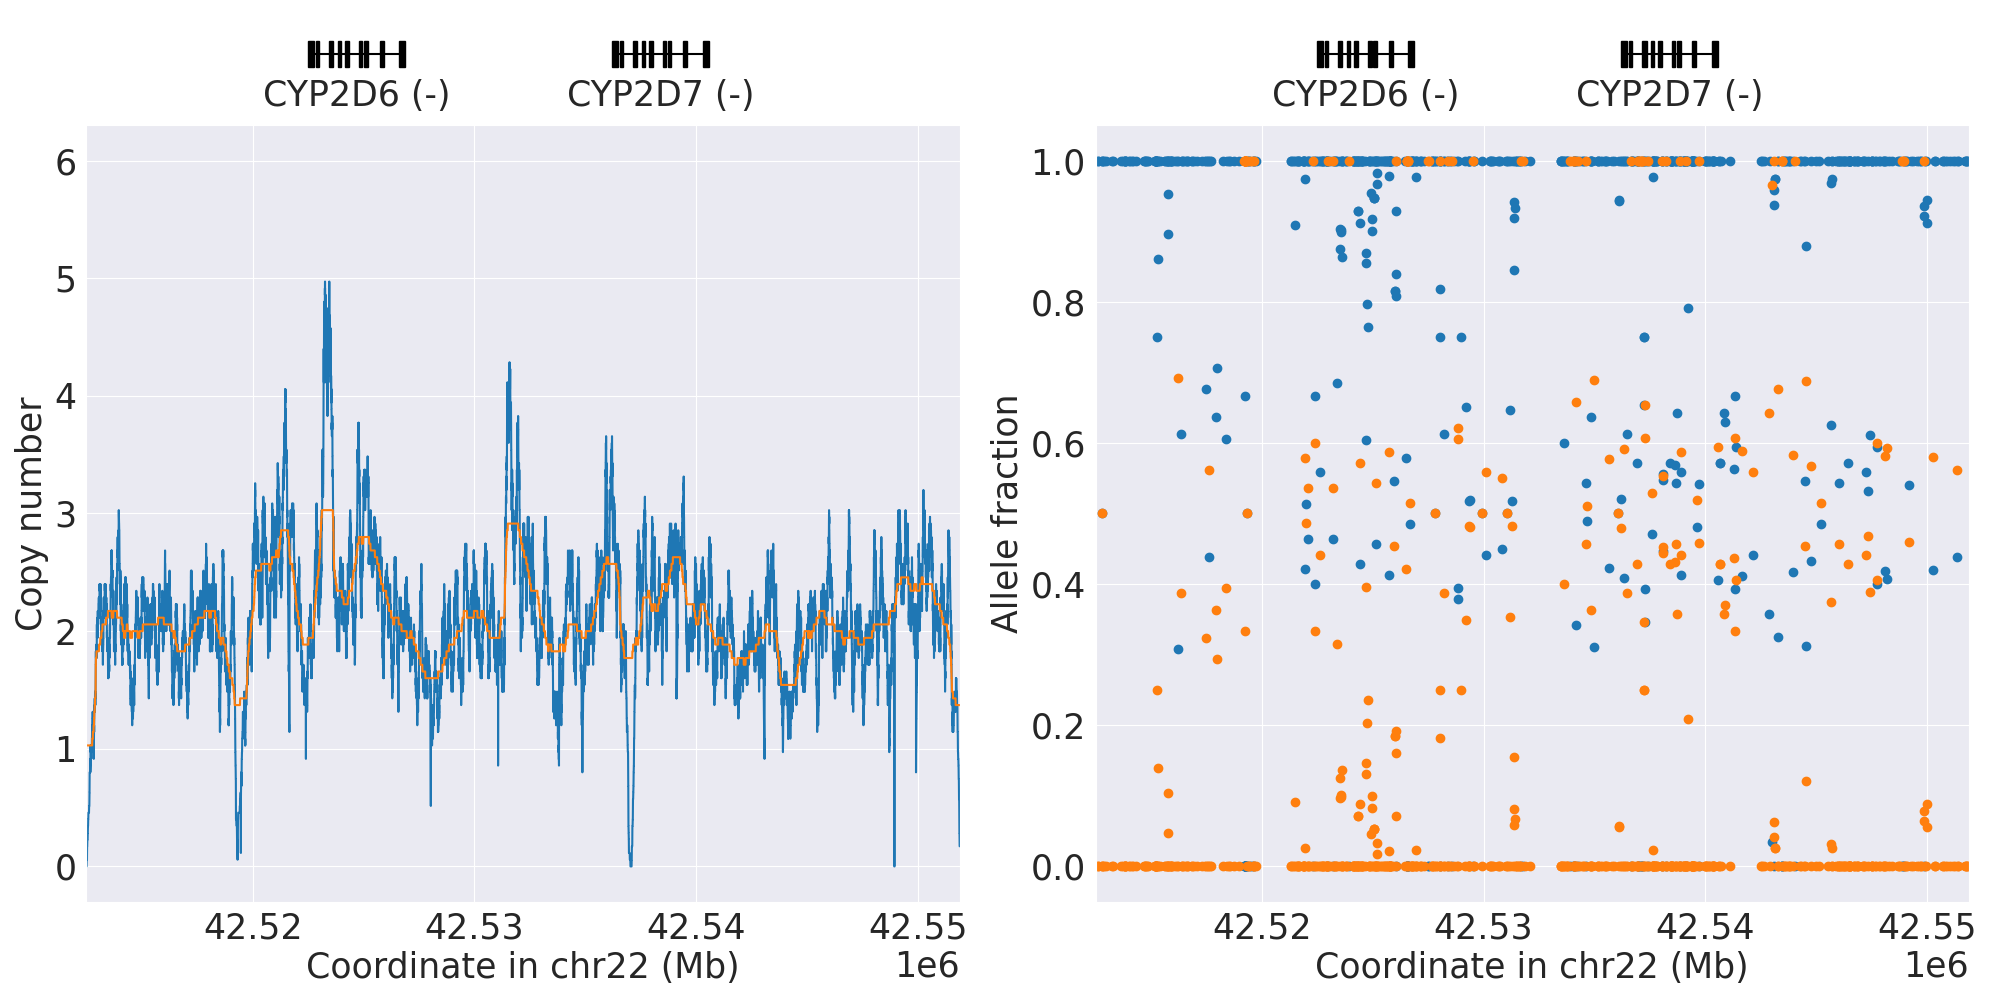 CYP2D6 (-) CYP2D7 (-)
Copy number
6
5
4
3
2
1
0
42.52 42.53 42.54 42.55
Coordinate in chr22 (Mb) 1e6
CYP2D6 (-) CYP2D7 (-)
Allele fraction
1.0
0.8
0.6
0.4
0.2
0.0
42.52 42.53 42.54 42.55
Coordinate in chr22 (Mb) 1e6